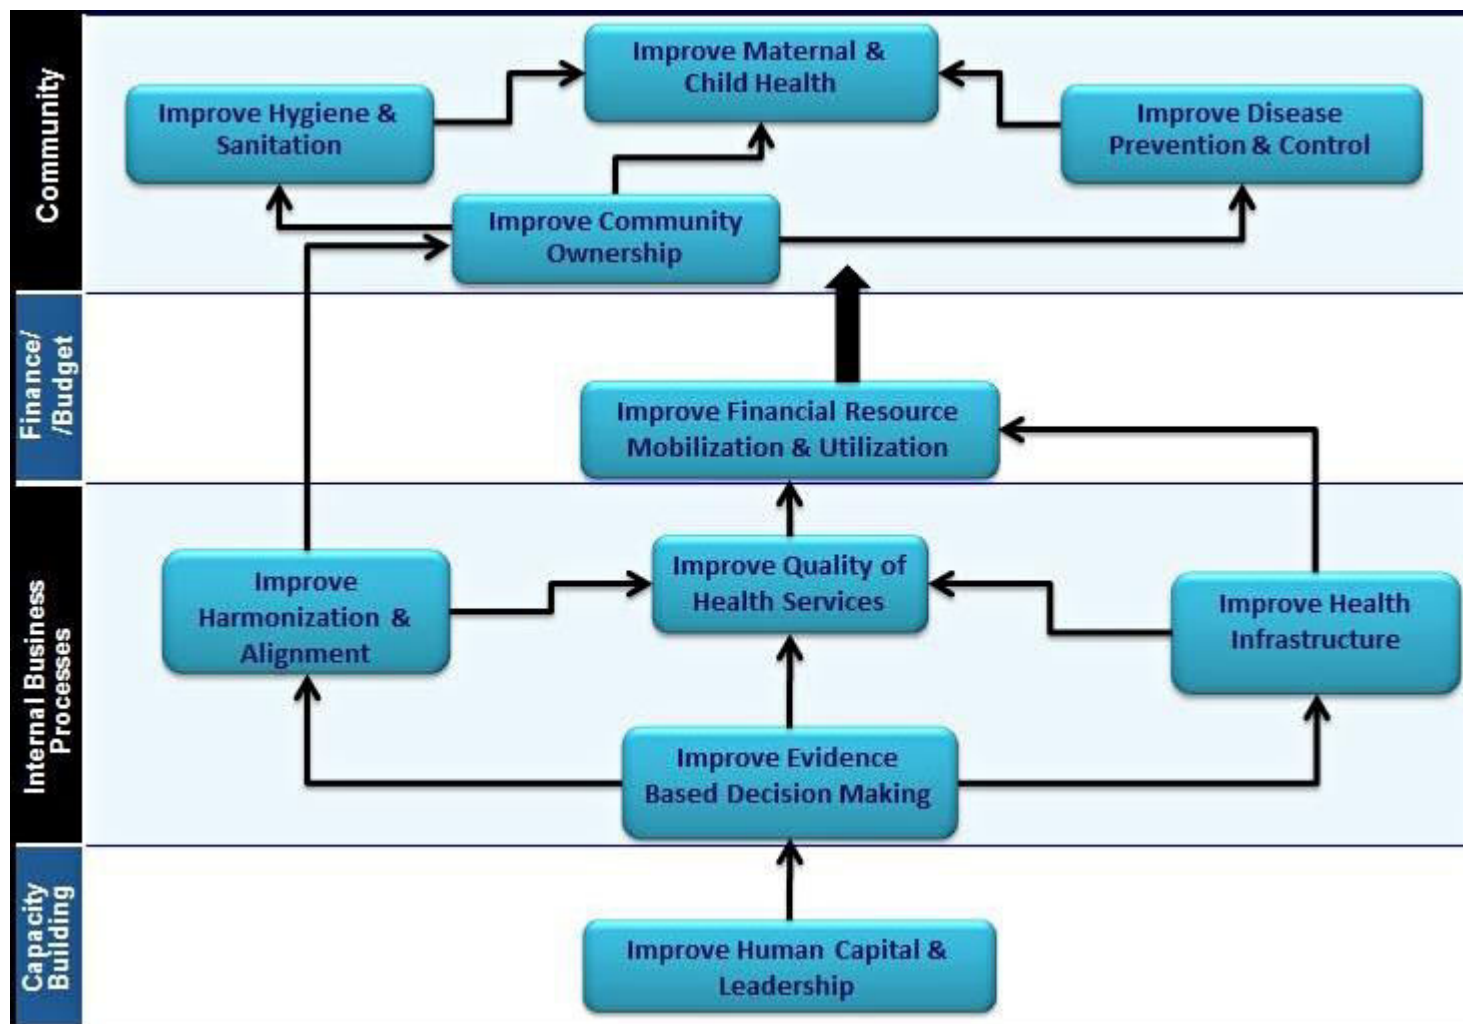 Community
Improve Maternal &
Child Health
Improve Hygiene &
Sanitation
Improve Disease
Prevention & Control
Improve Community
Ownership
Finance/
/Budget
Improve Financial Resource
Mobilization & Utilization
Internal Business
Processes
Improve
Harmonization &
Alignment
Improve Quality of
Health Services
Improve Health
Infrastructure
Improve Evidence
Based Decision Making
Capacity
Building
Improve Human Capital &
Leadership